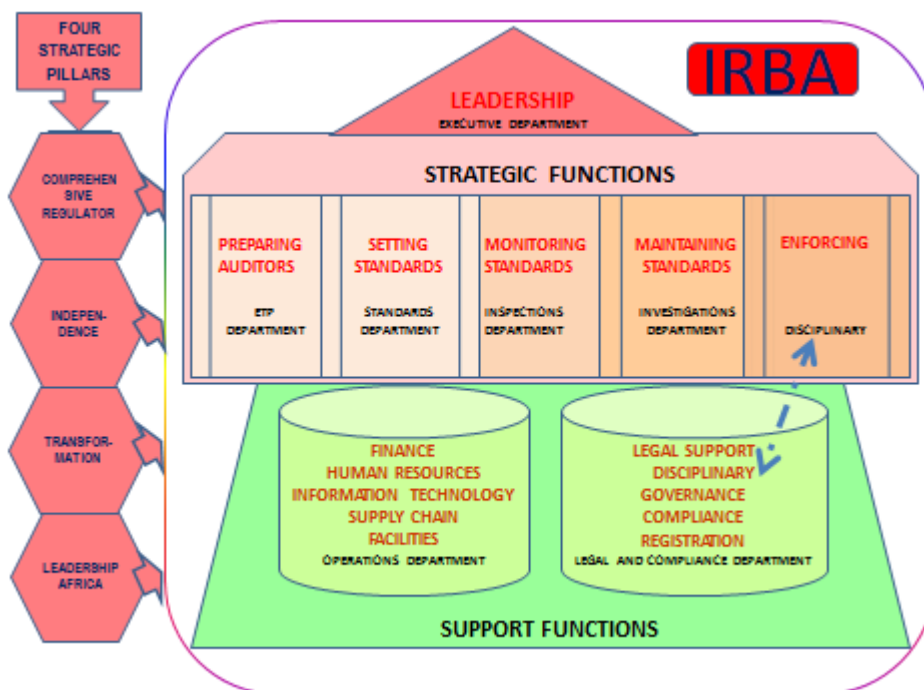 FOUR
STRATEGIC
PILLARS
COMPREHEN
SIVE
REGULATOR
INDEPEN-
DENCE
TRANSFOR-
MATION
LEADERSHIP
AFRICA
IRBA
LEADERSHIP
EXECUTIVE DEPARTMENT
STRATEGIC FUNCTIONS
PREPARING
AUDITORS
ETP
DEPARTMENT
SETTING
STANDARDS
STANDARDS
DEPARTMENT
MONITORING
STANDARDS
INSPECTIONS
DEPARTMENT
MAINTAINING
STANDARDS
INVESTIGATIONS
DEPARTMENT
ENFORCING
DISCIPLINARY
FINANCE
HUMAN RESOURCES
INFORMATION TECHNOLOGY
SUPPLY CHAIN
FACILITIES
OPERATIONS DEPARTMENT
LEGAL SUPPORT
DISCIPLINARY
GOVERNANCE
COMPLIANCE
REGISTRATION
LEGAL AND COMPLIANCE DEPARTMENT
SUPPORT FUNCTIONS